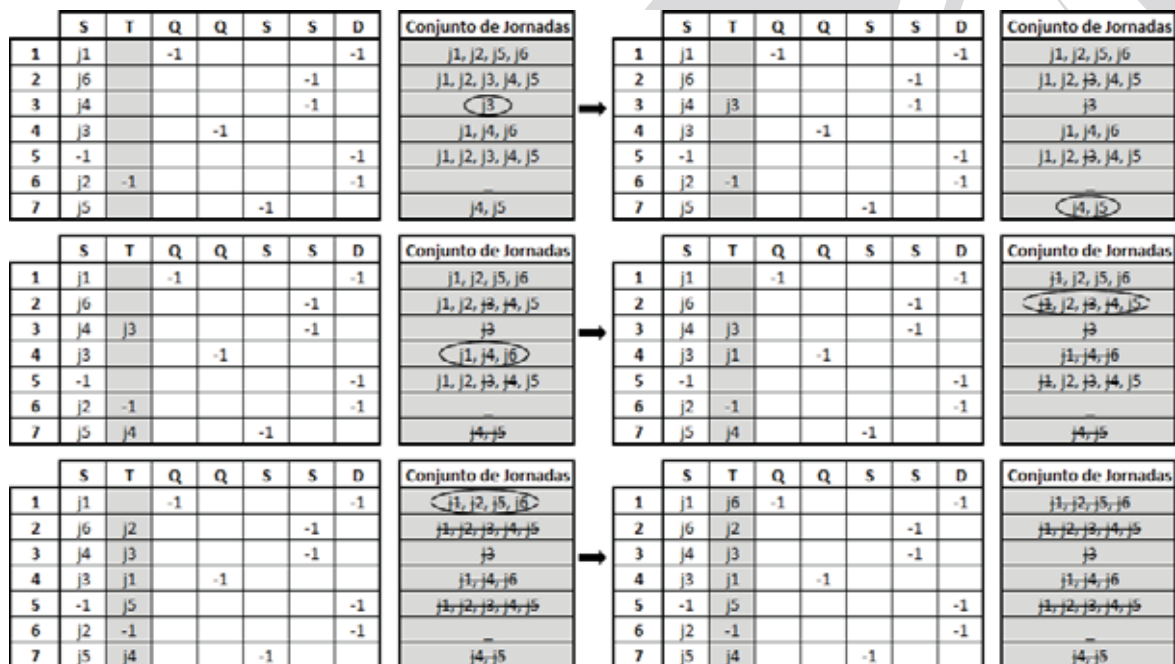 S T Q Q S S D Conjunto de Jornadas
1 j1 -1 -1 j1, j2, j5, j6
2 j6 -1 j1, j2, j3, j4, j5
3 j4 -1 j3
4 j3 -1 j1, j4, j6
5 -1 -1 j1, j2, j3, j4, j5
6 j2 -1 -1 _
7 j5 -1 j4, j5
S T Q Q S S D Conjunto de Jornadas
1 j1 -1 -1 j1, j2, j5, j6
2 j6 -1 j1, j2, j3, j4, j5
3 j4 j3 -1 j3
4 j3 -1 j1, j4, j6
5 -1 -1 j1, j2, j3, j4, j5
6 j2 -1 -1 _
7 j5 -1 j4, j5
S T Q Q S S D Conjunto de Jornadas
1 j1 -1 -1 j1, j2, j5, j6
2 j6 -1 j1, j2, j3, j4, j5
3 j4 j3 -1 j3
4 j3 -1 j1, j4, j6
5 -1 -1 j1, j2, j3, j4, j5
6 j2 -1 -1 _
7 j5 j4 -1 j4, j5
S T Q Q S S D Conjunto de Jornadas
1 j1 -1 -1 j1, j2, j5, j6
2 j6 -1 j1, j2, j3, j4, j5
3 j4 j3 -1 j3
4 j3 j1 -1 j1, j4, j6
5 -1 -1 j1, j2, j3, j4, j5
6 j2 -1 -1 _
7 j5 j4 -1 j4, j5
S T Q Q S S D Conjunto de Jornadas
1 j1 -1 -1 j1, j2, j5, j6
2 j6 j2 -1 j1, j2, j3, j4, j5
3 j4 j3 -1 j3
4 j3 j1 -1 j1, j4, j6
5 -1 j5 -1 j1, j2, j3, j4, j5
6 j2 -1 -1 _
7 j5 j4 -1 j4, j5
S T Q Q S S D Conjunto de Jornadas
1 j1 j6 -1 -1 j1, j2, j5, j6
2 j6 j2 -1 j1, j2, j3, j4, j5
3 j4 j3 -1 j3
4 j3 j1 -1 j1, j4, j6
5 -1 j5 -1 j1, j2, j3, j4, j5
6 j2 -1 -1 _
7 j5 j4 -1 j4, j5